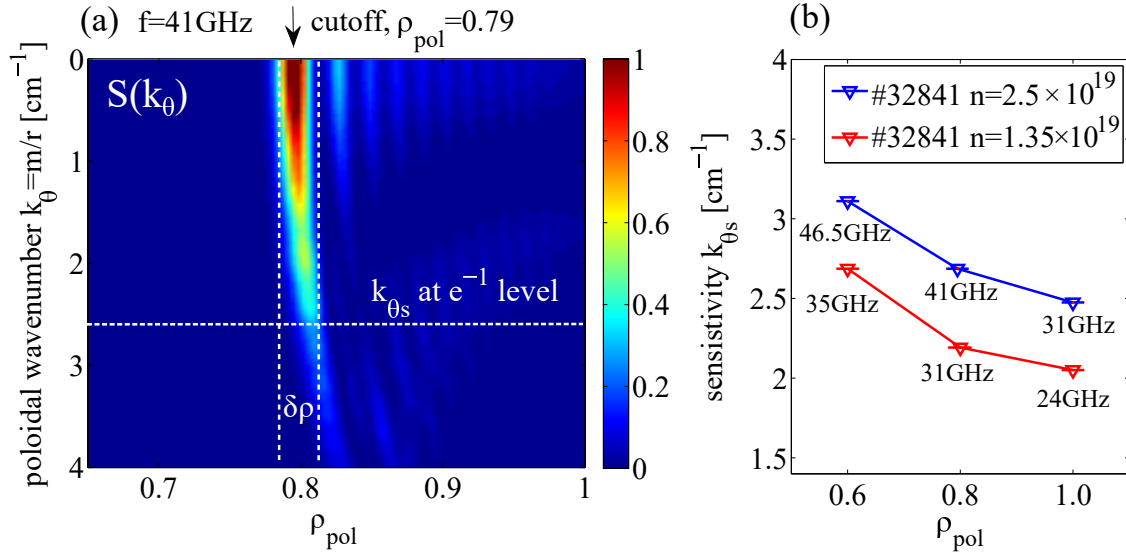 (a) f=41GHz cutoff, ρpol=0.79
poloidal wavenumber kθ=m/r [cm⁻¹]
0
1
2
3
4
S(kθ)
kθs at e⁻¹ level
δρ
0.7 0.8 0.9 1
ρpol
1
0.8
0.6
0.4
0.2
0
(b)
sensistivity kθs [cm⁻¹]
4
3.5
3
2.5
2
1.5
#32841 n=2.5 × 10¹⁹
#32841 n=1.35×10¹⁹
46.5GHz
41GHz
31GHz
35GHz
31GHz
24GHz
0.6 0.8 1.0
ρpol